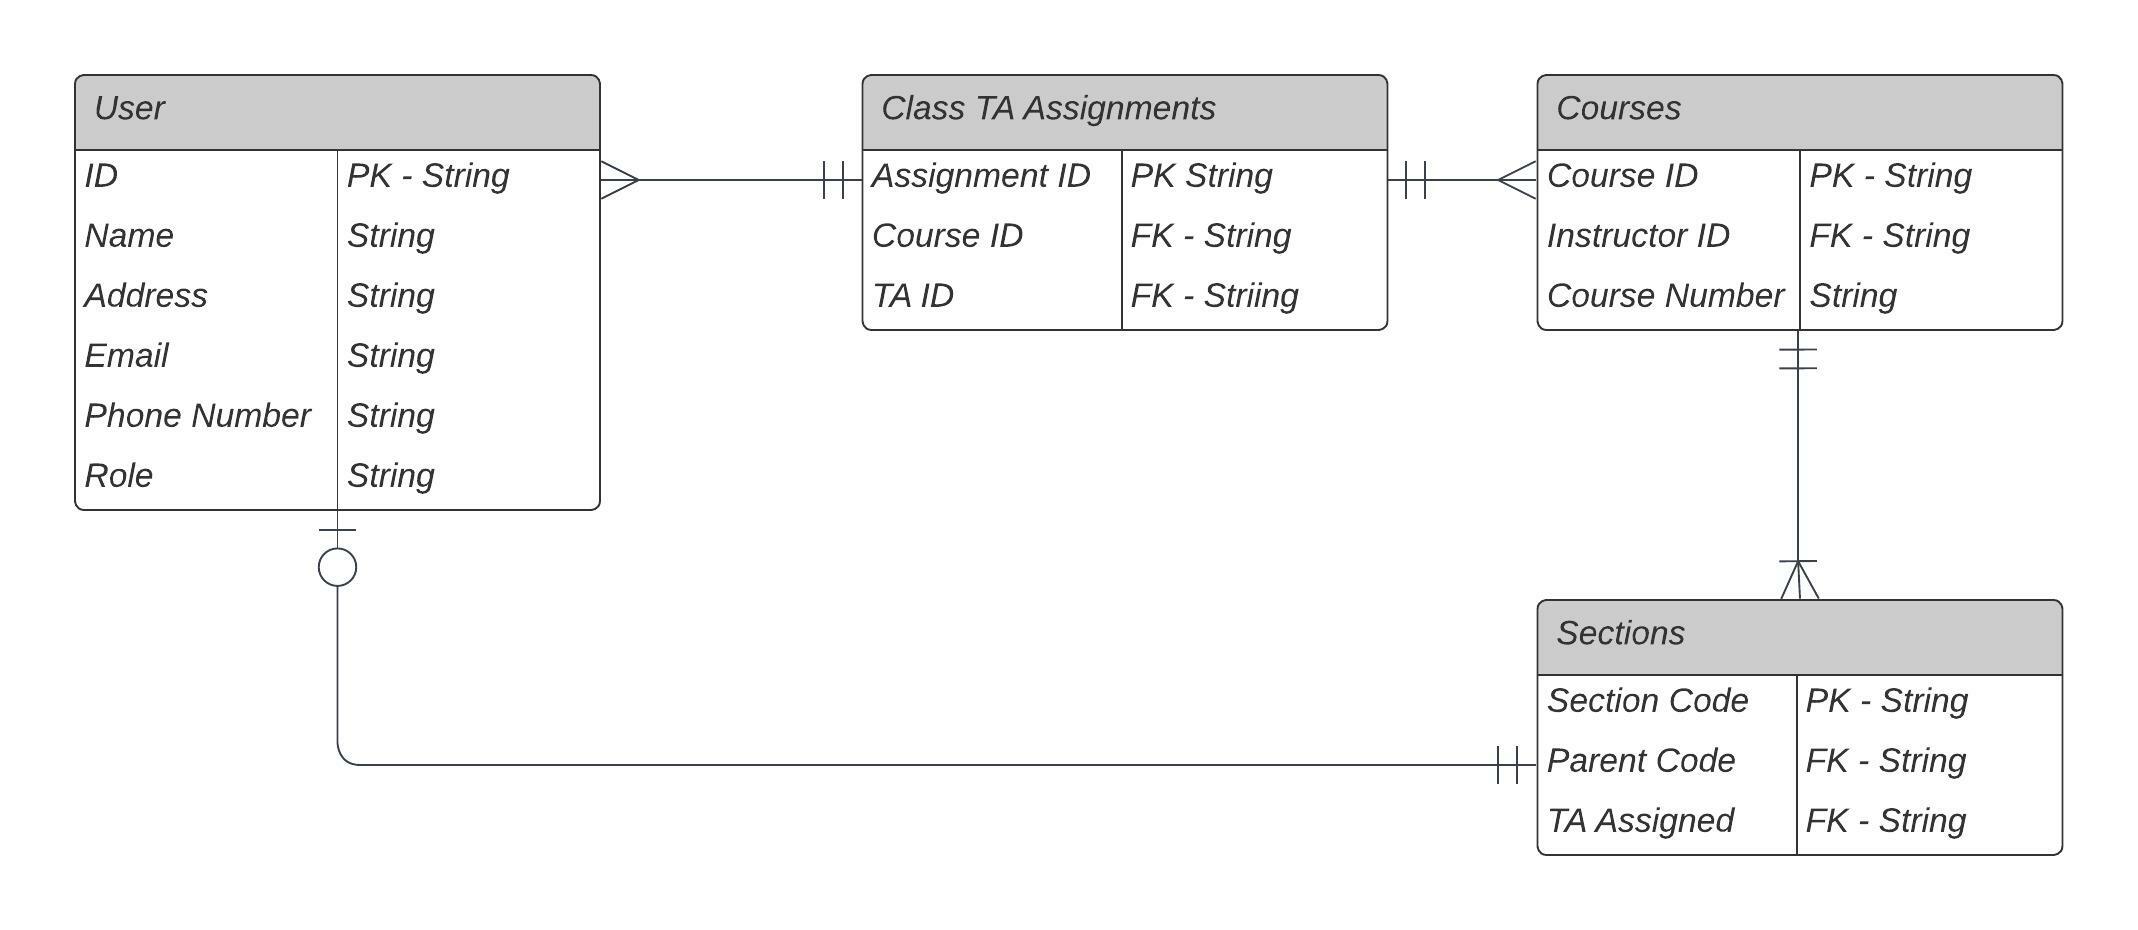 User
ID PK - String
Name String
Address String
Email String
Phone Number String
Role String
Class TA Assignments
Assignment ID PK String
Course ID FK - String
TA ID FK - Striing
Courses
Course ID PK - String
Instructor ID FK - String
Course Number String
Sections
Section Code PK - String
Parent Code FK - String
TA Assigned FK - String